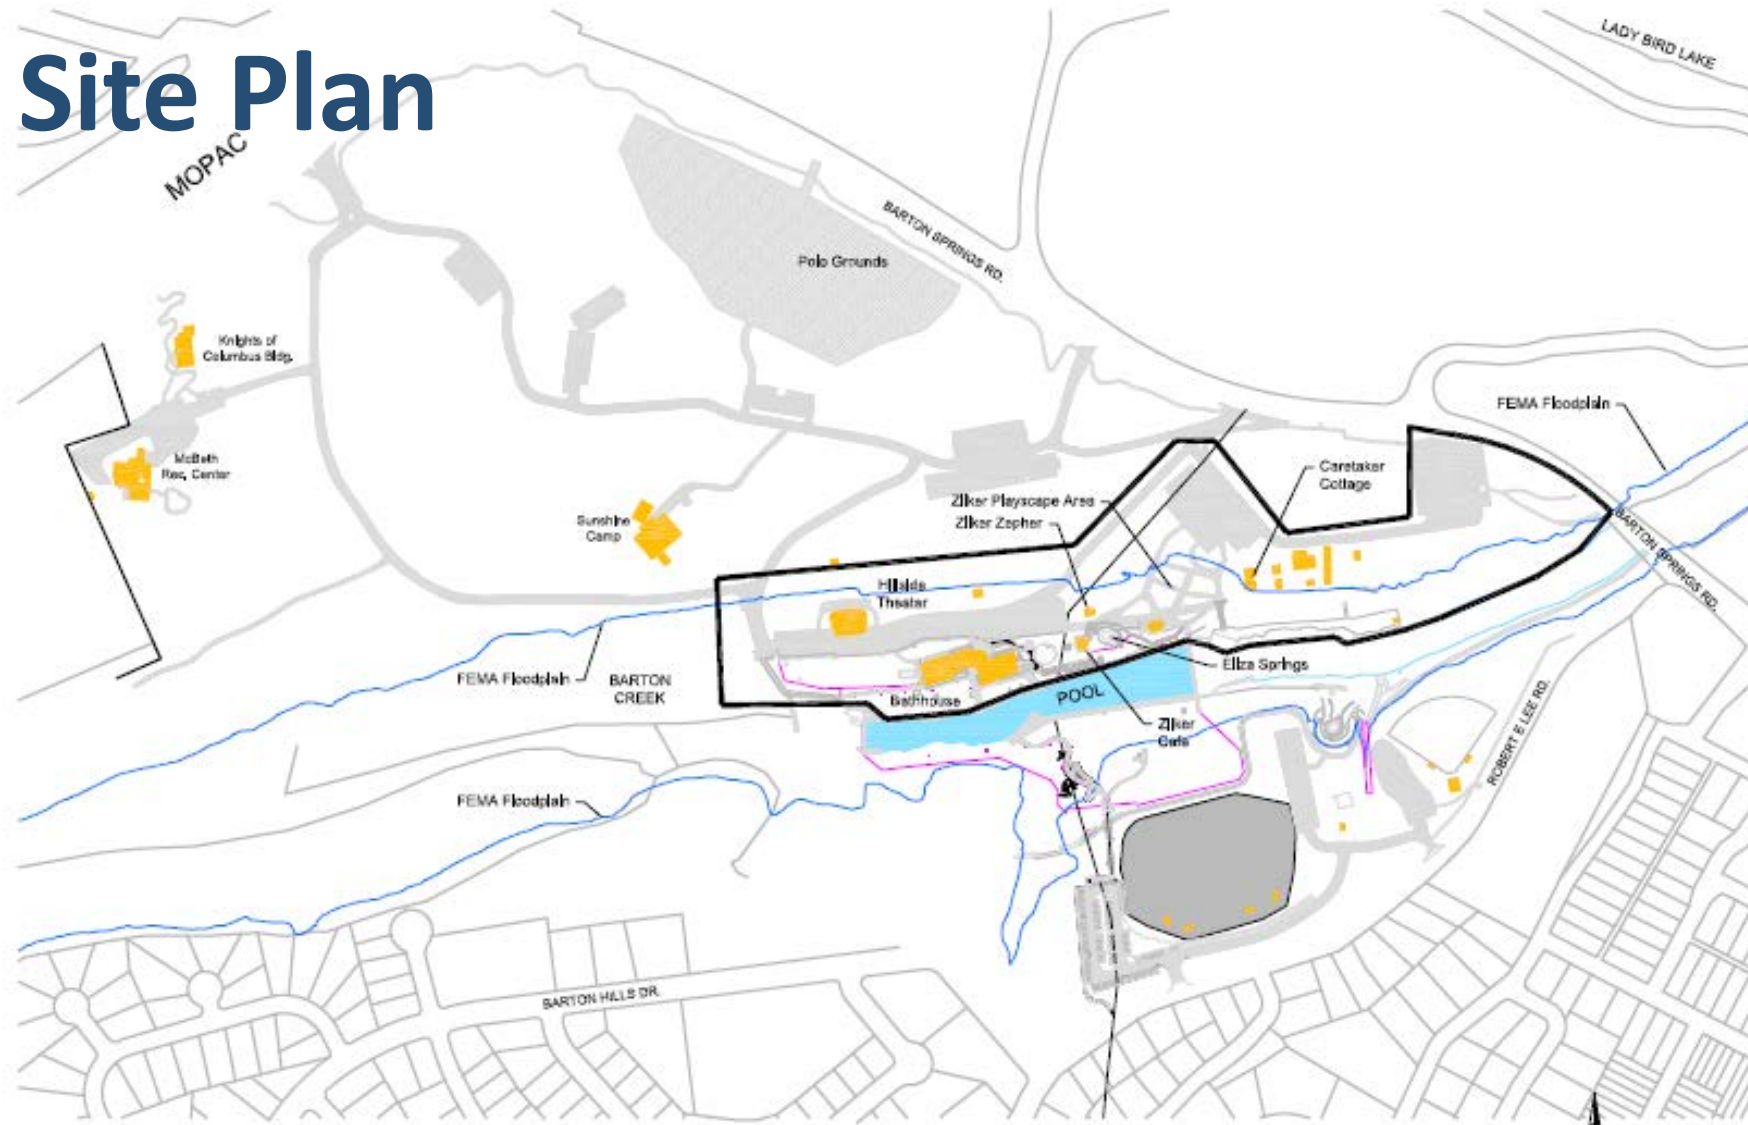 Site Plan
LADY BIRD LAKE
MOPAC
BARTON SPRINGS RD.
Polo Grounds
Knights of
Columbus Bldg.
FEMA Floodplain
McBeth
Rec. Center
Caretaker
Cottage
Zilker Playscape Area
Zilker Zepher
Sunshine
Camp
BARTON SPRINGS RD.
Hillside
Theater
Eliza Springs
FEMA Floodplain
BARTON
CREEK
Bathhouse
POOL
Zilker
Cafe
ROBERT E LEE RD.
FEMA Floodplain
BARTON HILLS DR.